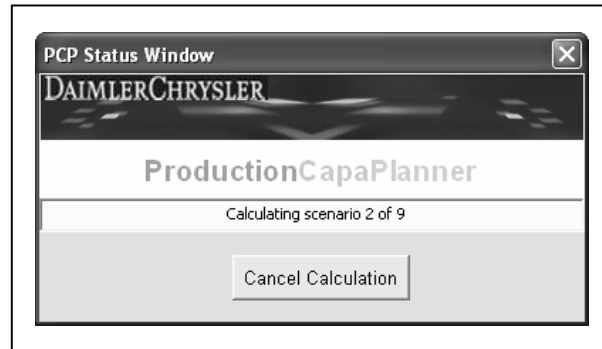 PCP Status Window
DAIMLERCHRYSLER
ProductionCapaPlanner
Calculating scenario 2 of 9
Cancel Calculation